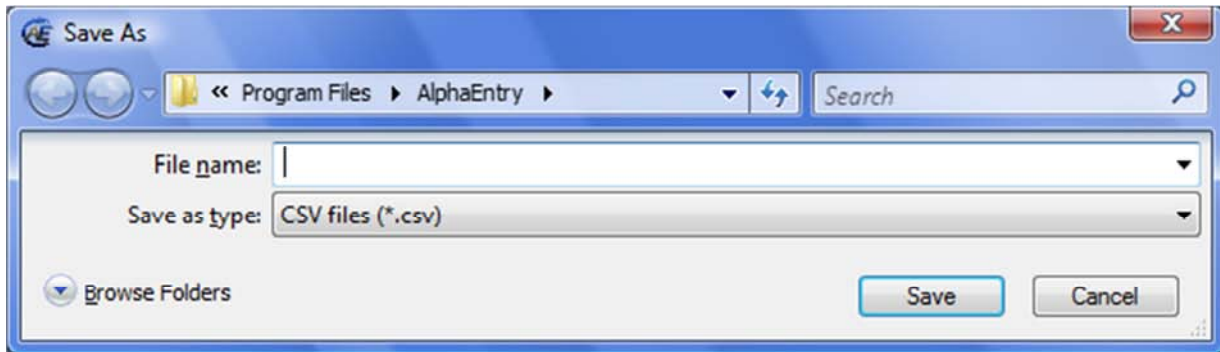 Save As
« Program Files ▸ AlphaEntry ▸ Search
File name:
Save as type: CSV files (*.csv)
Browse Folders Save Cancel